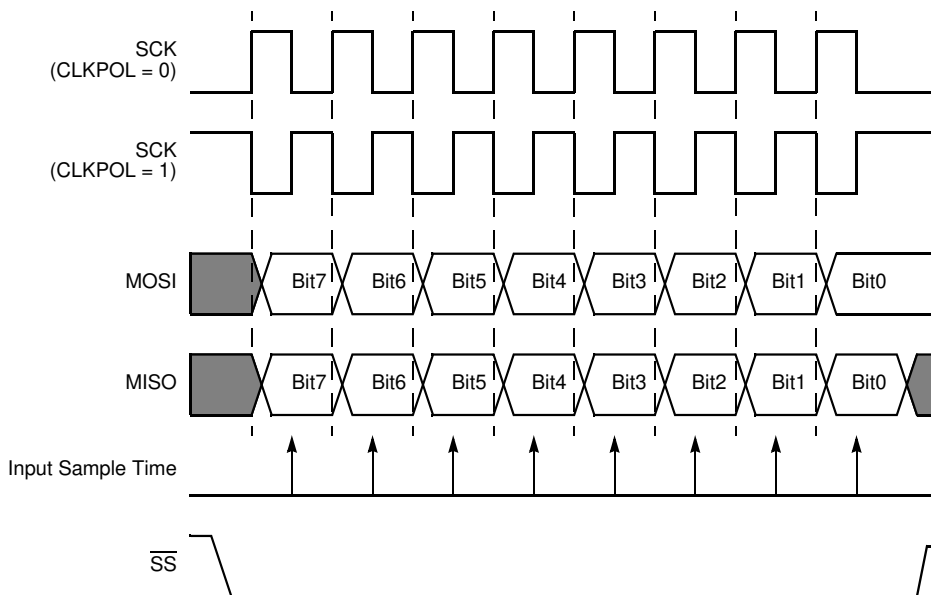 SCK
(CLKPOL = 0)
SCK
(CLKPOL = 1)
MOSI Bit7 Bit6 Bit5 Bit4 Bit3 Bit2 Bit1 Bit0
MISO Bit7 Bit6 Bit5 Bit4 Bit3 Bit2 Bit1 Bit0
Input Sample Time
SS